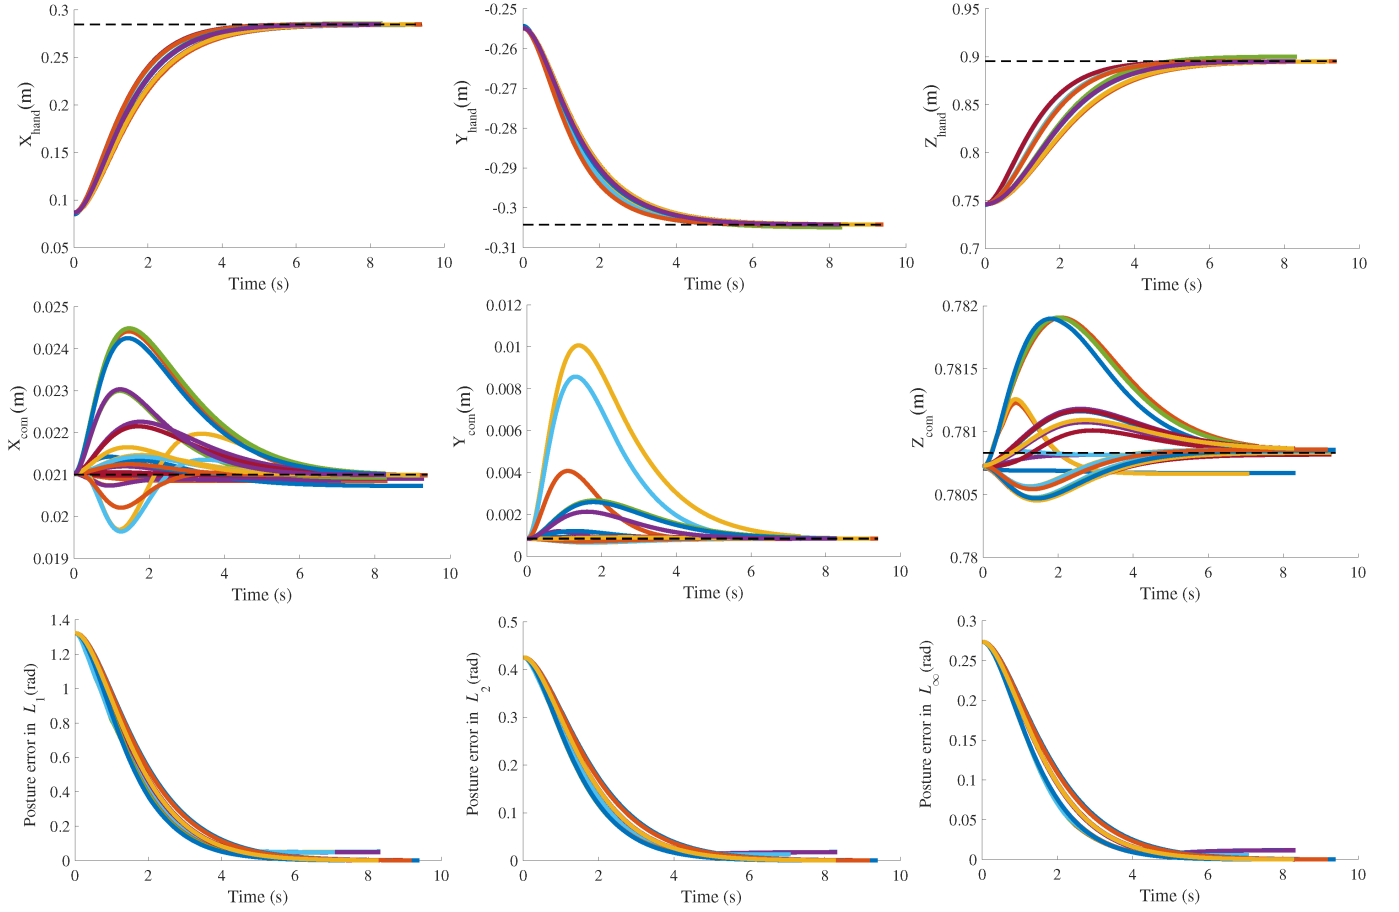 0.3
0.25
0.2
0.15
0.1
0.05
0 2 4 6 8 10
X_hand(m)
Time (s)
-0.25
-0.26
-0.27
-0.28
-0.29
-0.3
-0.31
0 2 4 6 8 10
Y_hand(m)
Time (s)
0.95
0.9
0.85
0.8
0.75
0.7
0 2 4 6 8 10
Z_hand(m)
Time (s)
0.025
0.024
0.023
0.022
0.021
0.02
0.019
0 2 4 6 8 10
X_com(m)
Time (s)
0.012
0.01
0.008
0.006
0.004
0.002
0
0 2 4 6 8 10
Y_com(m)
Time (s)
0.782
0.7815
0.781
0.7805
0.78
0 2 4 6 8 10
Z_com(m)
Time (s)
1.4
1.2
1
0.8
0.6
0.4
0.2
0
0 2 4 6 8 10
Posture error in L_1(rad)
Time (s)
0.5
0.4
0.3
0.2
0.1
0
0 2 4 6 8 10
Posture error in L_2(rad)
Time (s)
0.3
0.25
0.2
0.15
0.1
0.05
0
0 2 4 6 8 10
Posture error in L_∞(rad)
Time (s)